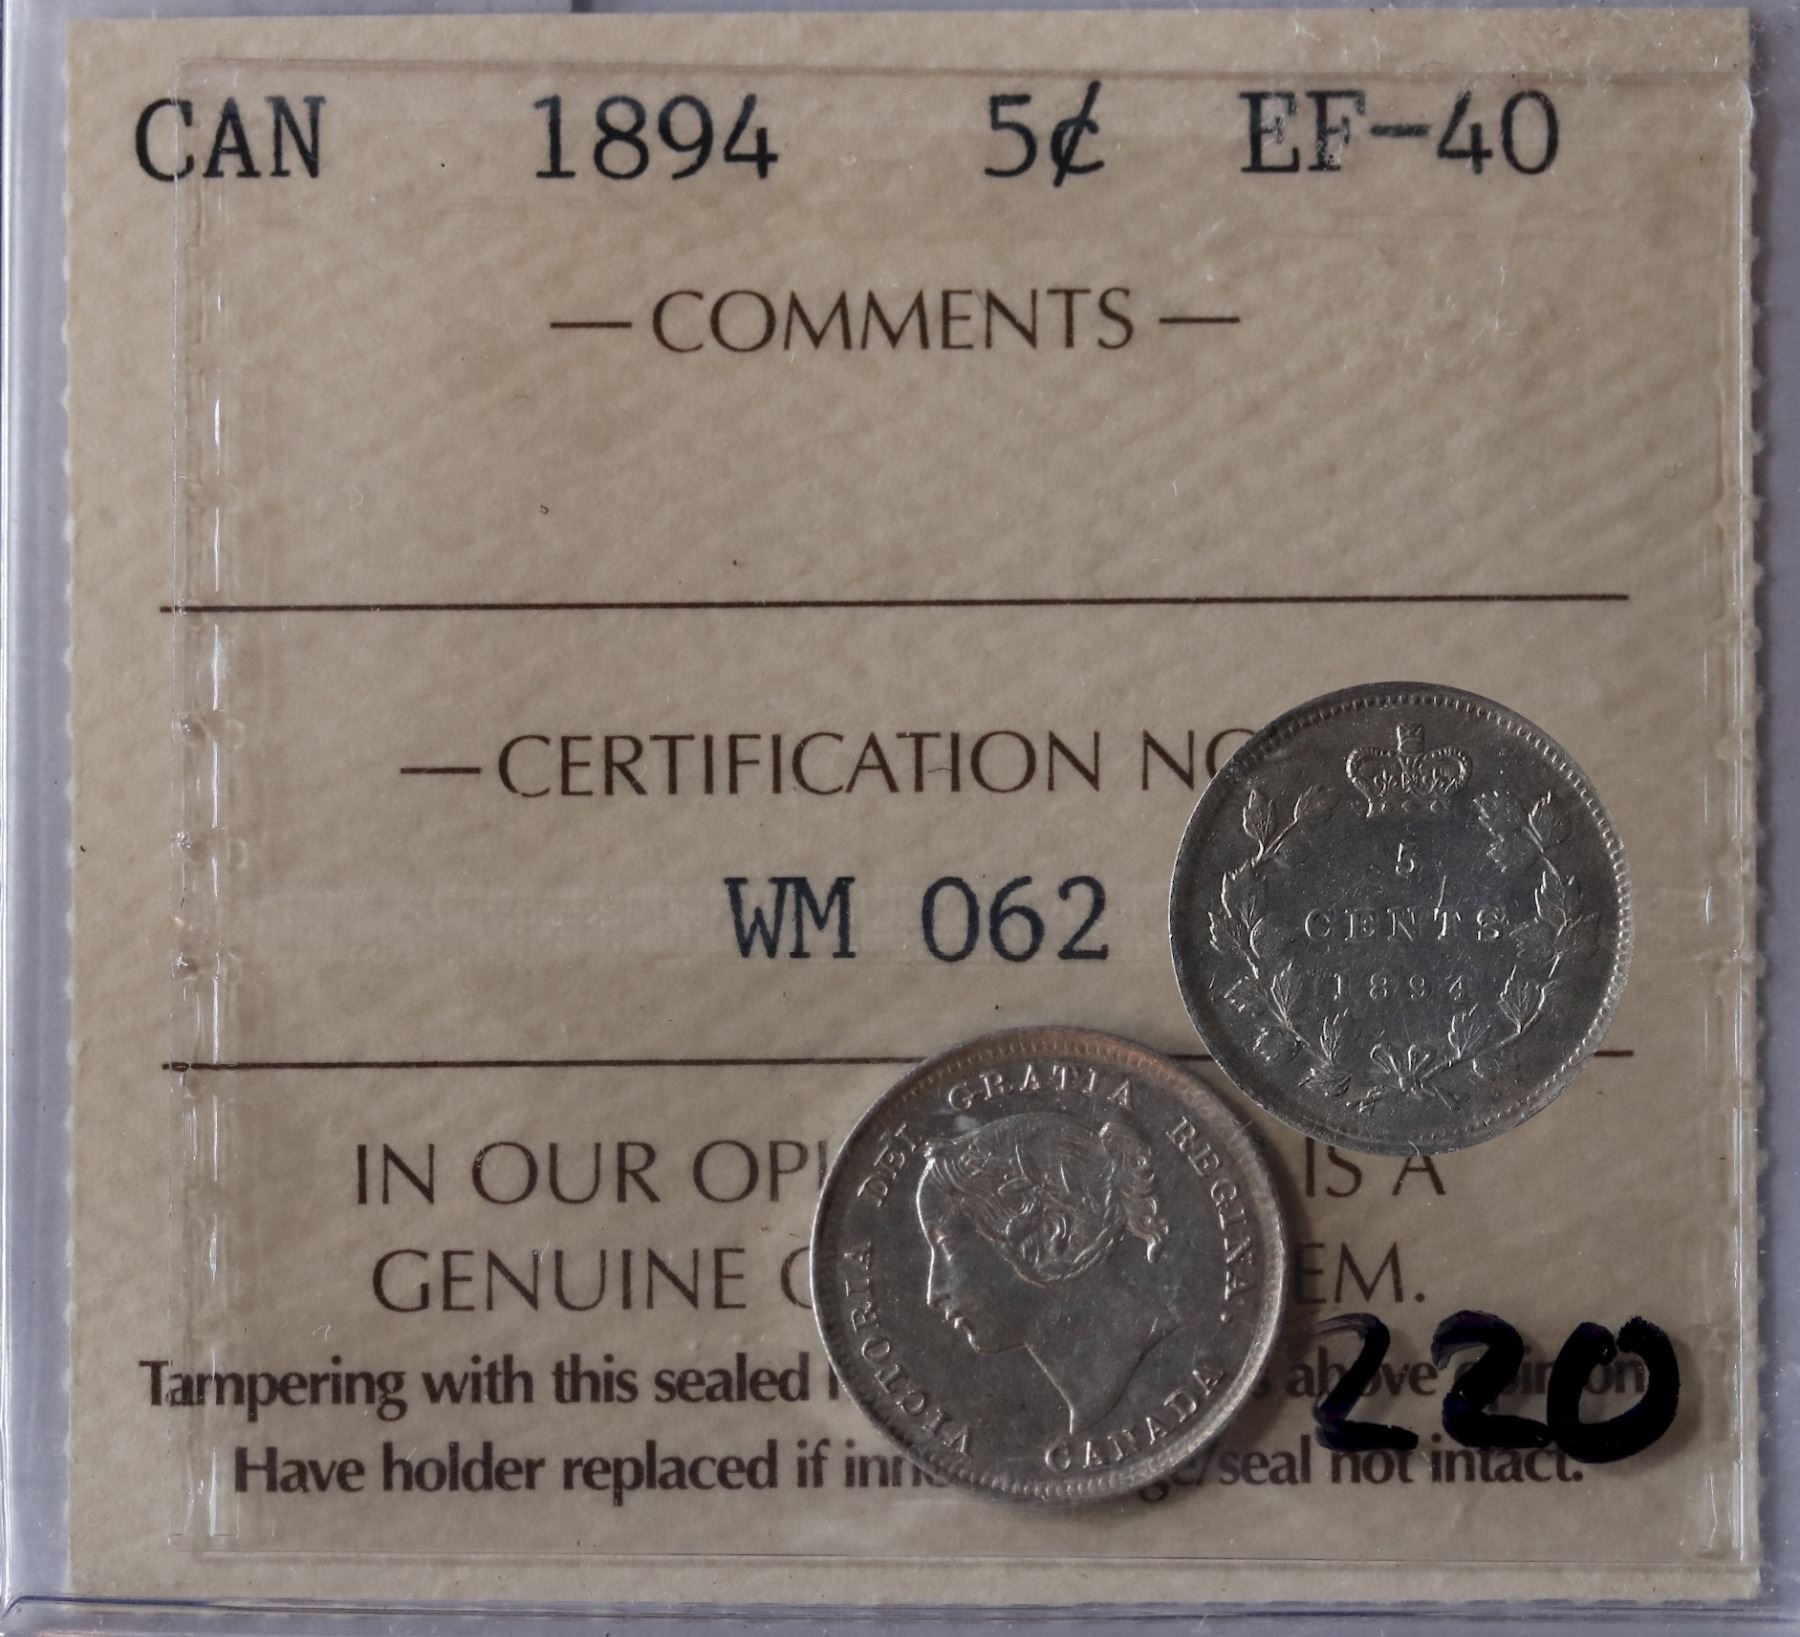 CAN 1894 5¢ EF-40
— COMMENTS —
— CERTIFICATION NO
WM 062
5
CENTS
1894
IN OUR OPI IS A
GENUINE EM.
Tampering with this sealed above opinion
Have holder replaced if seal not intact.
VICTORIA DEI GRATIA REGINA.
CANADA
220